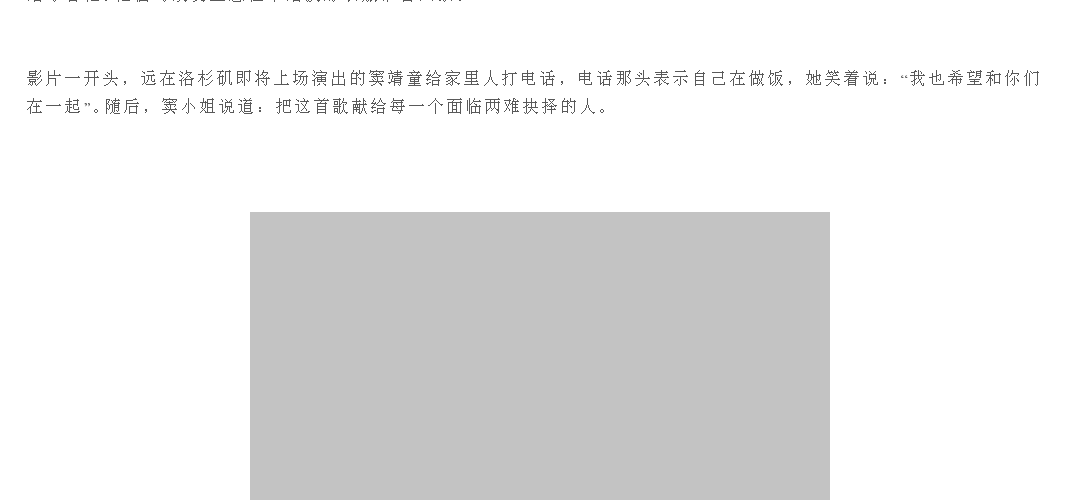 影片一开头，远在洛杉矶即将上场演出的窦靖童给家里人打电话，电话那头表示自己在做饭，她笑着说：“我也希望和你们
在一起”。随后，窦小姐说道：把这首歌献给每一个面临两难抉择的人。